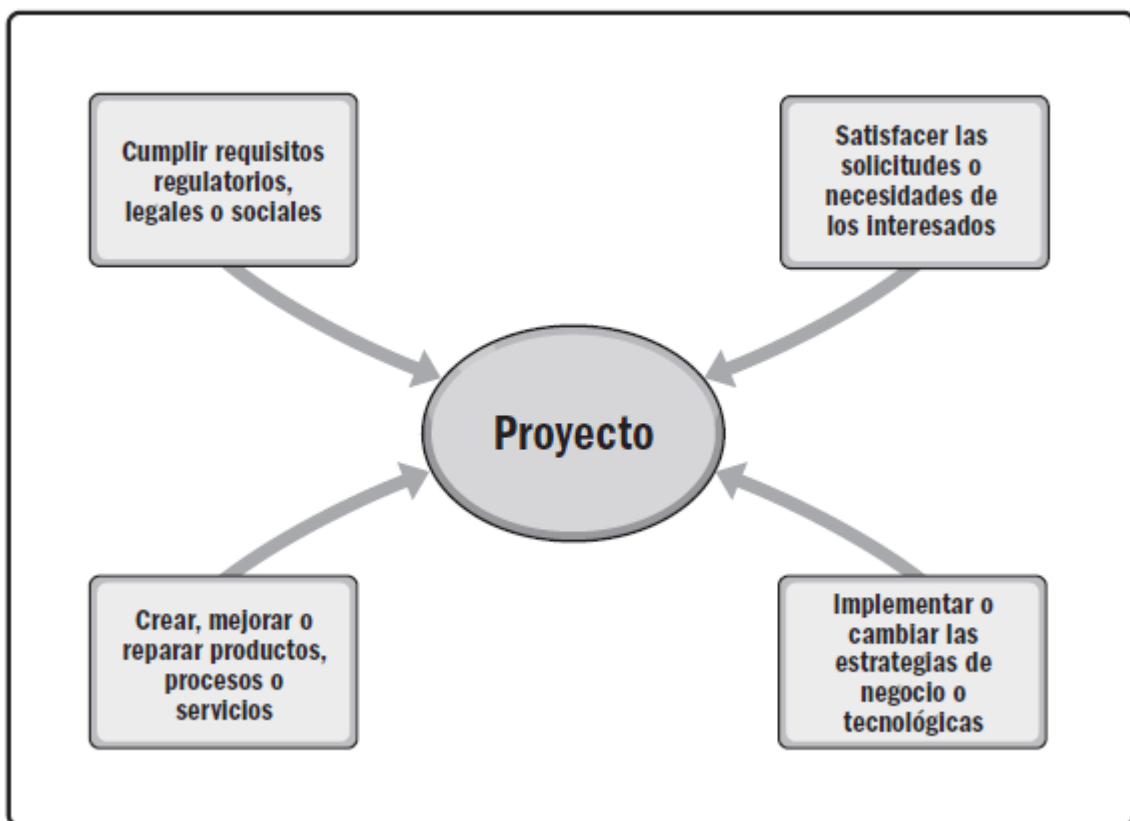 Cumplir requisitos
regulatorios,
legales o sociales
Satisfacer las
solicitudes o
necesidades de
los interesados
Proyecto
Crear, mejorar o
reparar productos,
procesos o
servicios
Implementar o
cambiar las
estrategias de
negocio o
tecnológicas